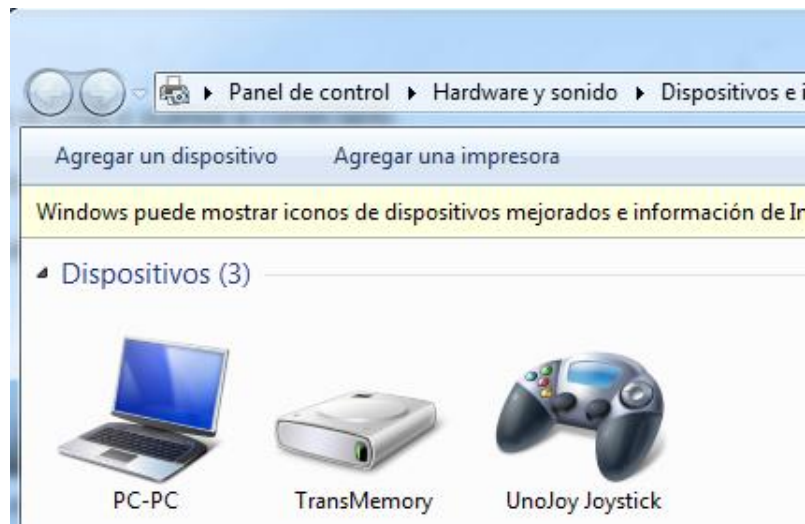 Panel de control Hardware y sonido Dispositivos e i
Agregar un dispositivo Agregar una impresora
Windows puede mostrar iconos de dispositivos mejorados e información de In
Dispositivos (3)
PC-PC TransMemory UnoJoy Joystick